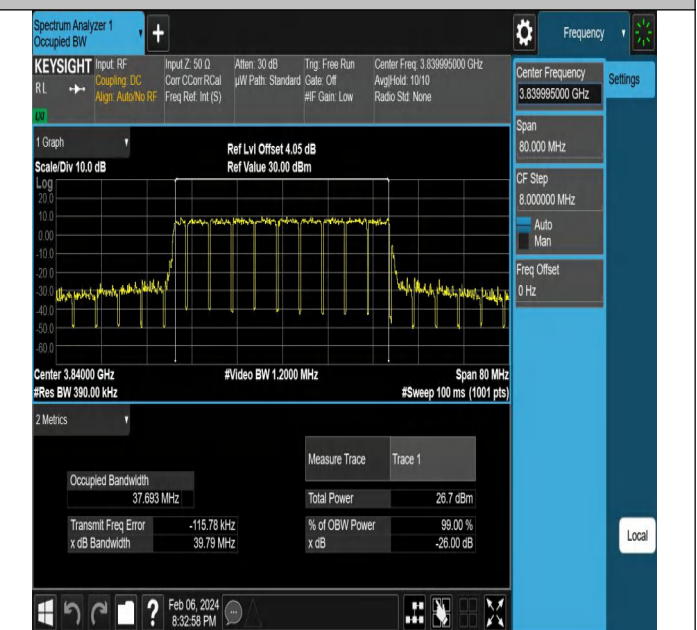 Spectrum Analyzer 1
Occupied BW
+
Frequency
KEYSIGHT
RL
LXI
Input: RF
Coupling: DC
Align: Auto/No RF
Input Z: 50 Ω
Corr CCorr RCal
Freq Ref: Int (S)
Atten: 30 dB
µW Path: Standard
Trig: Free Run
Gate: Off
#IF Gain: Low
Center Freq: 3.839995000 GHz
Avg|Hold: 10/10
Radio Std: None
Center Frequency
3.839995000 GHz
Settings
Span
80.000 MHz
CF Step
8.000000 MHz
Auto
Man
Freq Offset
0 Hz
Local
1 Graph
Scale/Div 10.0 dB
Ref Lvl Offset 4.05 dB
Ref Value 30.00 dBm
Log
20.0
10.0
0.00
-10.0
-20.0
-30.0
-40.0
-50.0
-60.0
Center 3.84000 GHz
#Video BW 1.2000 MHz
Span 80 MHz
#Res BW 390.00 kHz
#Sweep 100 ms (1001 pts)
2 Metrics
Measure Trace Trace 1
Occupied Bandwidth
37.693 MHz
Total Power 26.7 dBm
Transmit Freq Error -115.78 kHz
% of OBW Power 99.00 %
x dB Bandwidth 39.79 MHz
x dB -26.00 dB
?
Feb 06, 2024
8:32:58 PM